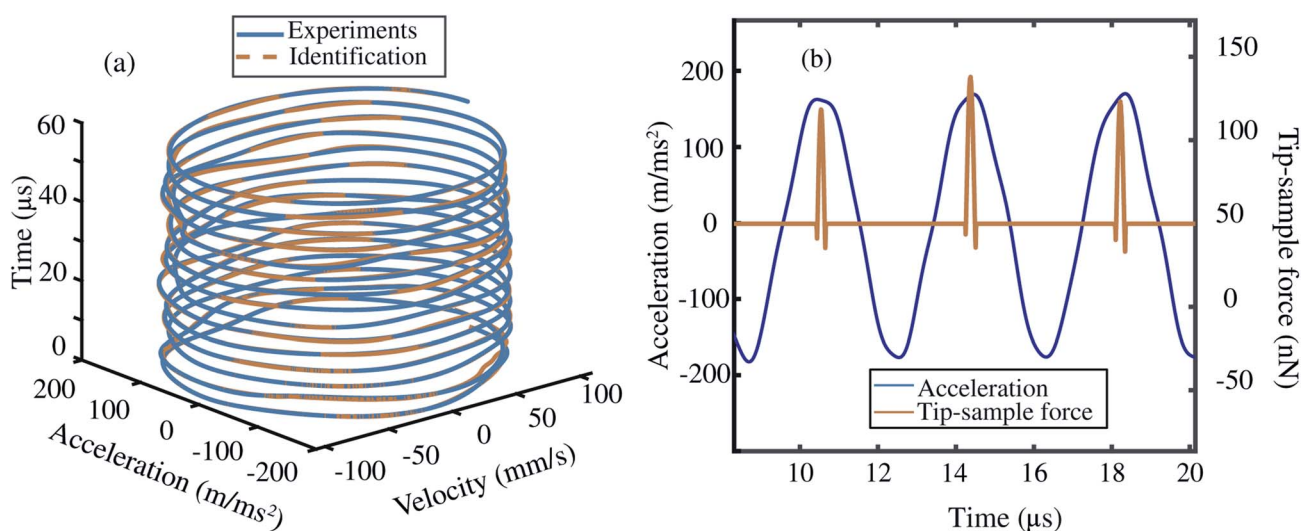 Experiments
Identification
(a)
Time (μs)
60
40
20
0
200
100
0
-100
-200
Acceleration (m/ms²)
-100
-50
0
50
100
Velocity (mm/s)
(b)
Acceleration (m/ms²)
200
100
0
-100
-200
150
100
50
0
-50
Tip-sample force (nN)
Acceleration
Tip-sample force
10 12 14 16 18 20
Time (μs)